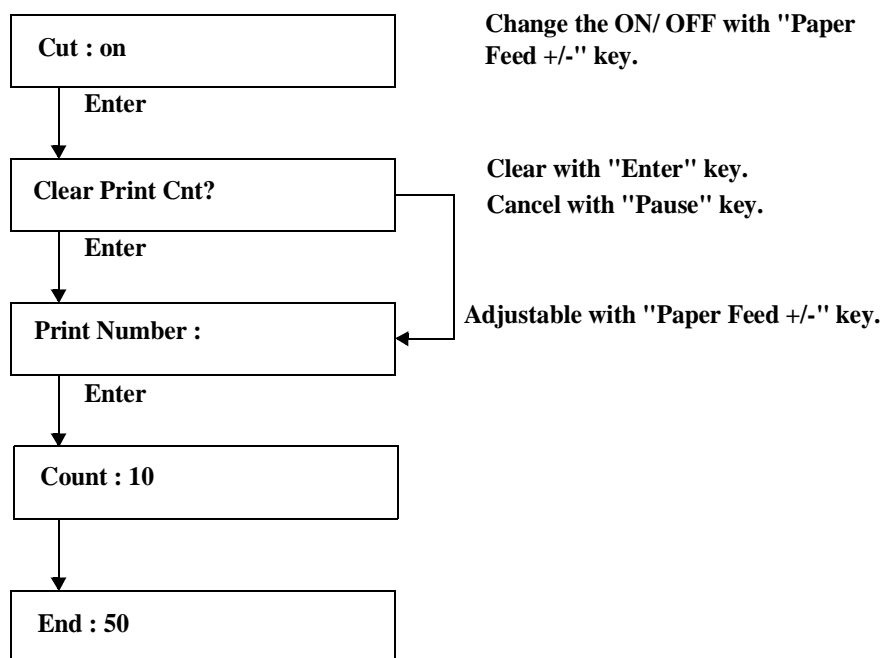 Cut : on
Change the ON/ OFF with "Paper
Feed +/-" key.
Enter
Clear Print Cnt?
Clear with "Enter" key.
Cancel with "Pause" key.
Enter
Print Number :
Adjustable with "Paper Feed +/-" key.
Enter
Count : 10
End : 50